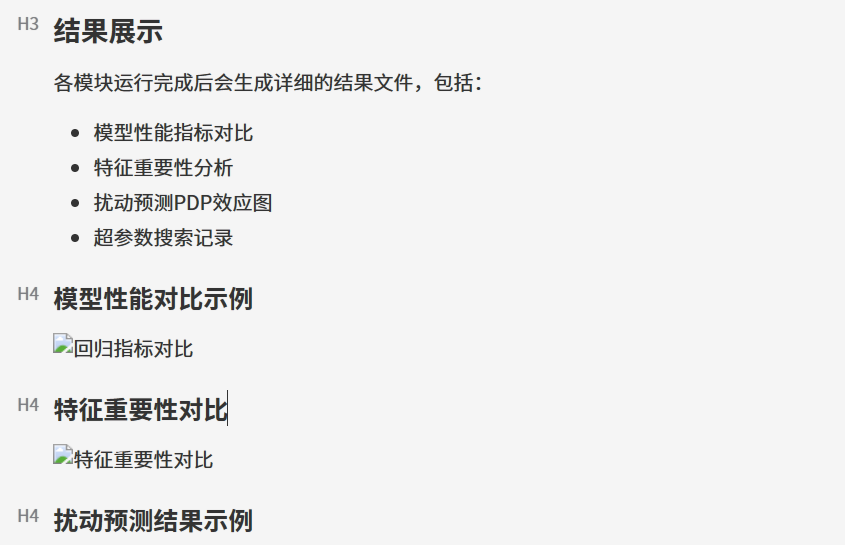 H3 结果展示
各模块运行完成后会生成详细的结果文件，包括：
模型性能指标对比
特征重要性分析
扰动预测PDP效应图
超参数搜索记录
H4 模型性能对比示例
回归指标对比
H4 特征重要性对比
特征重要性对比
H4 扰动预测结果示例